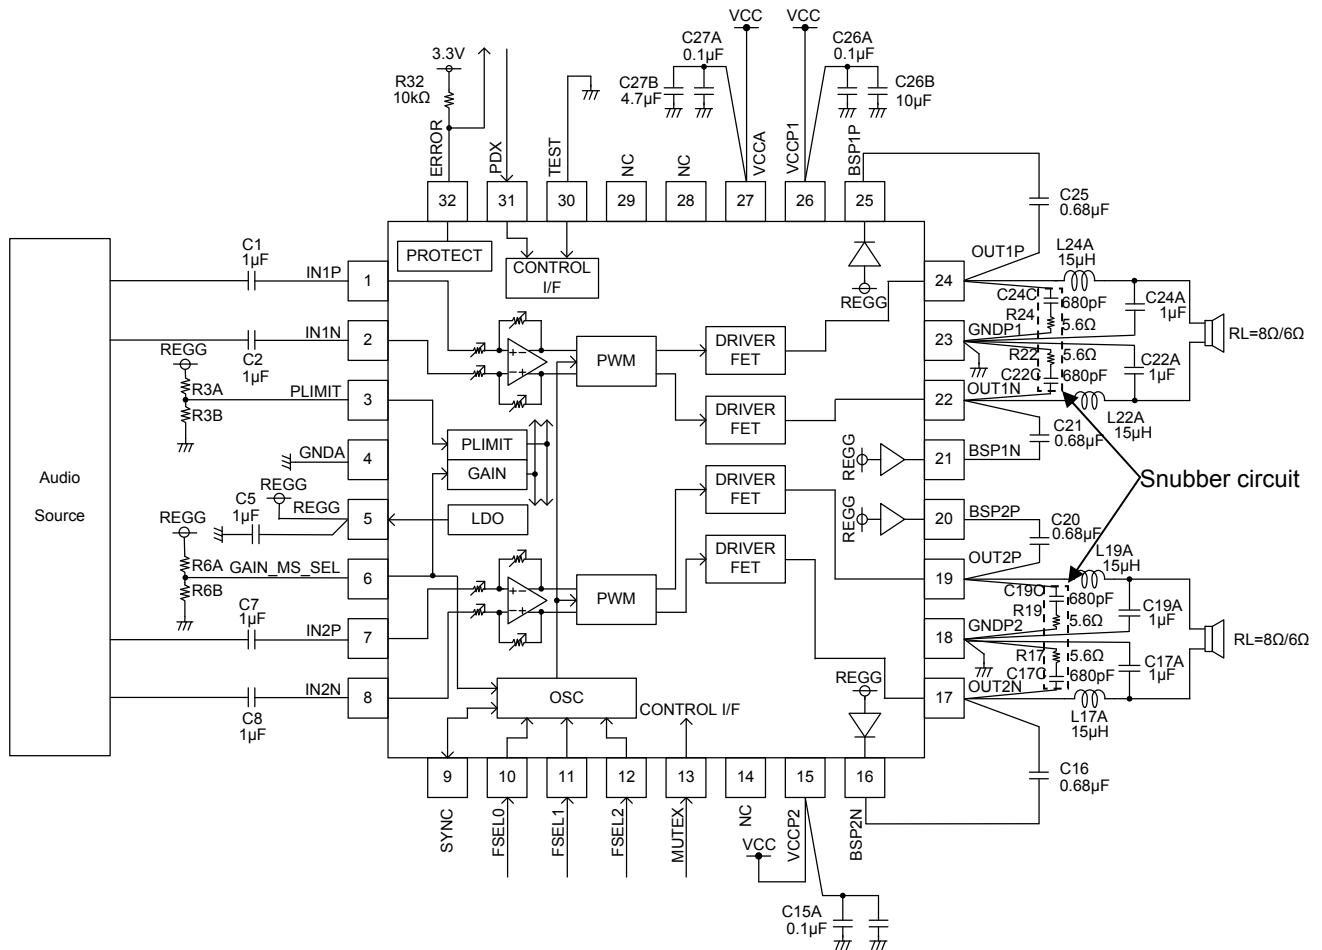 VCC
VCC
C27A
0.1µF
C26A
0.1µF
3.3V
R32
10kΩ
C27B
4.7µF
C26B
10µF
ERROR
PDX
TEST
NC
NC
VCCA
VCCP1
BSP1P
32
31
30
29
28
27
26
25
C25
0.68µF
PROTECT
CONTROL
I/F
REGG
Audio
Source
C1
1µF
IN1P
1
C2
1µF
IN1N
2
REGG
R3A
R3B
PLIMIT
3
GNDA
4
REGG
C5
1µF
REGG
5
REGG
R6A
R6B
GAIN_MS_SEL
6
C7
1µF
IN2P
7
C8
1µF
IN2N
8
+
−
−
+
PWM
DRIVER
FET
DRIVER
FET
PLIMIT
GAIN
LDO
DRIVER
FET
DRIVER
FET
+
−
−
+
PWM
OSC
CONTROL I/F
REGG
REGG
REGG
24
OUT1P
L24A
15µH
C24C
680pF
R24
5.6Ω
C24A
1µF
23
GNDP1
RL=8Ω/6Ω
R22
5.6Ω
C22C
680pF
C22A
1µF
22
OUT1N
L22A
15µH
C21
0.68µF
21
BSP1N
Snubber circuit
20
BSP2P
C20
0.68µF
19
OUT2P
L19A
15µH
C19C
680pF
R19
5.6Ω
C19A
1µF
18
GNDP2
RL=8Ω/6Ω
R17
5.6Ω
C17C
680pF
C17A
1µF
17
OUT2N
L17A
15µH
C16
0.68µF
9
10
11
12
13
14
15
16
SYNC
FSEL0
FSEL1
FSEL2
MUTEX
NC
VCCP2
BSP2N
VCC
C15A
0.1µF